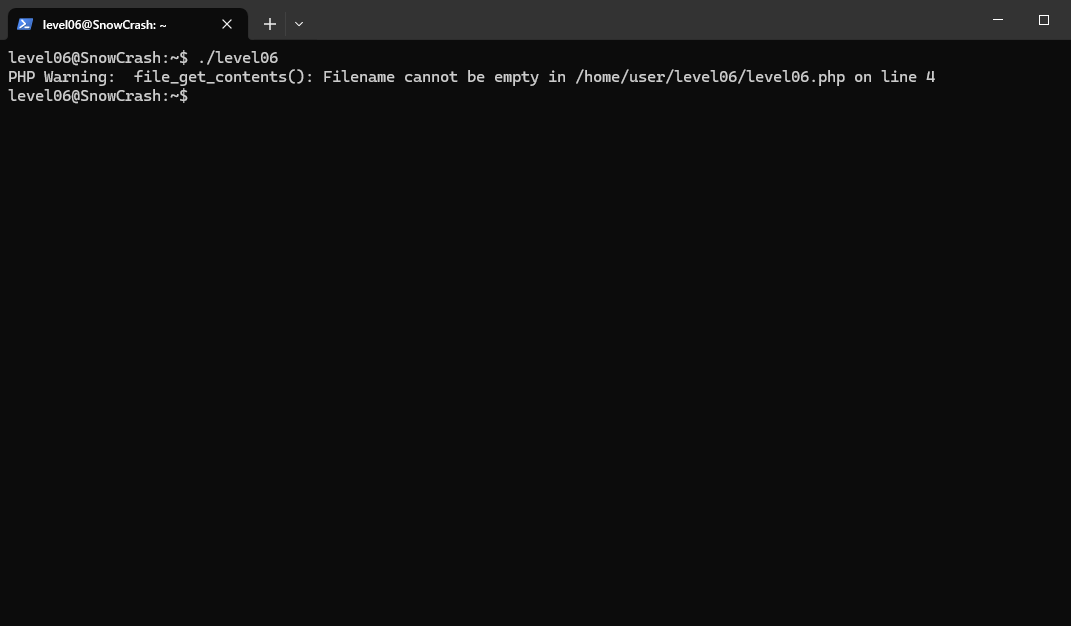 level06@SnowCrash: ~
level06@SnowCrash:~$ ./level06
PHP Warning:  file_get_contents(): Filename cannot be empty in /home/user/level06/level06.php on line 4
level06@SnowCrash:~$